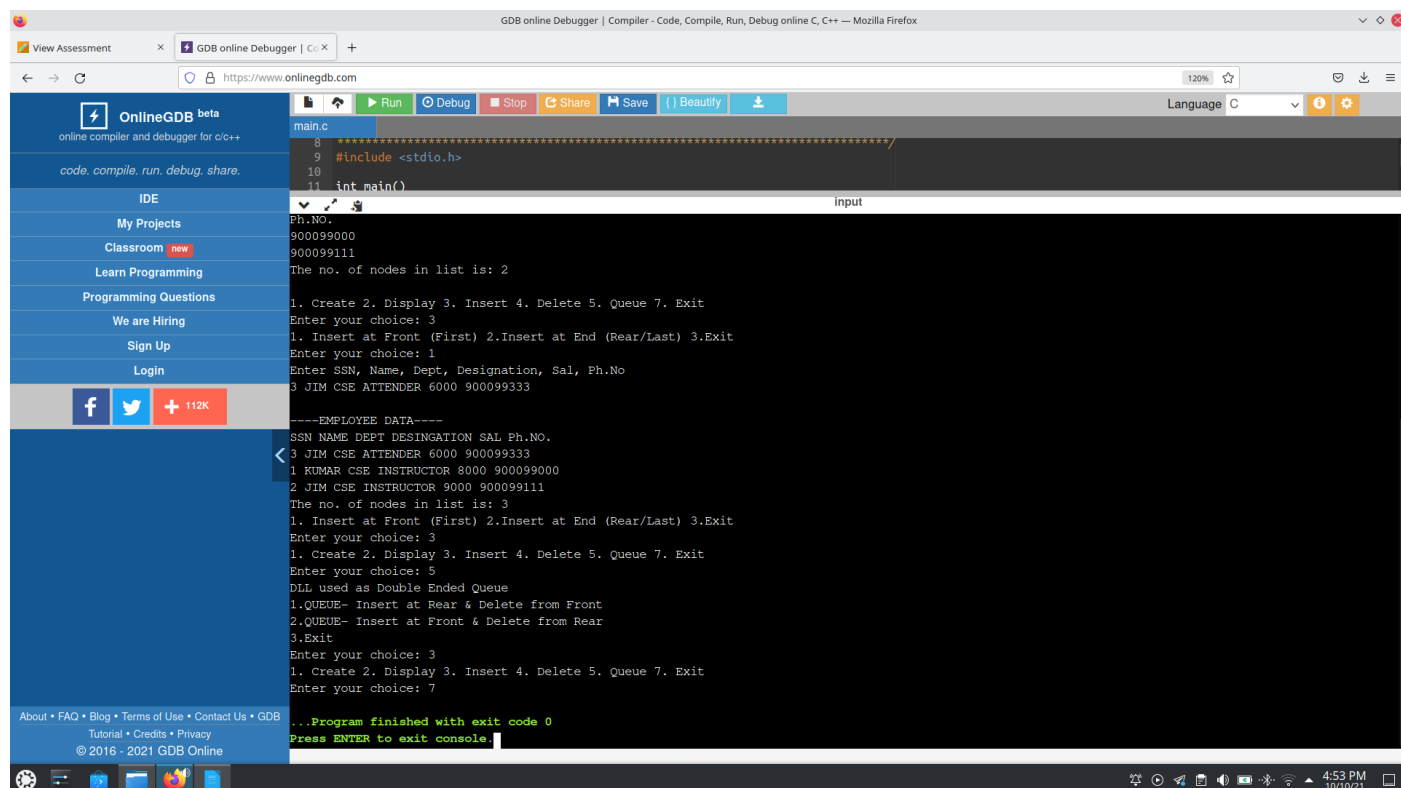 GDB online Debugger | Compiler - Code, Compile, Run, Debug online C, C++ — Mozilla Firefox
View Assessment
GDB online Debugger | Co
https://www.onlinegdb.com
120%
OnlineGDB beta
online compiler and debugger for c/c++
code. compile. run. debug. share.
IDE
My Projects
Classroom new
Learn Programming
Programming Questions
We are Hiring
Sign Up
Login
f
+ 112K
About • FAQ • Blog • Terms of Use • Contact Us • GDB
Tutorial • Credits • Privacy
© 2016 - 2021 GDB Online
Run Debug Stop Share Save { } Beautify
Language C
main.c
8 ******************************************************************************/
9 #include <stdio.h>
10
11 int main()
input
Ph.NO.
900099000
900099111
The no. of nodes in list is: 2
1. Create 2. Display 3. Insert 4. Delete 5. Queue 7. Exit
Enter your choice: 3
1. Insert at Front (First) 2.Insert at End (Rear/Last) 3.Exit
Enter your choice: 1
Enter SSN, Name, Dept, Designation, Sal, Ph.No
3 JIM CSE ATTENDER 6000 900099333
----EMPLOYEE DATA----
SSN NAME DEPT DESINGATION SAL Ph.NO.
3 JIM CSE ATTENDER 6000 900099333
1 KUMAR CSE INSTRUCTOR 8000 900099000
2 JIM CSE INSTRUCTOR 9000 900099111
The no. of nodes in list is: 3
1. Insert at Front (First) 2.Insert at End (Rear/Last) 3.Exit
Enter your choice: 3
1. Create 2. Display 3. Insert 4. Delete 5. Queue 7. Exit
Enter your choice: 5
DLL used as Double Ended Queue
1.QUEUE- Insert at Rear & Delete from Front
2.QUEUE- Insert at Front & Delete from Rear
3.Exit
Enter your choice: 3
1. Create 2. Display 3. Insert 4. Delete 5. Queue 7. Exit
Enter your choice: 7
...Program finished with exit code 0
Press ENTER to exit console.
4:53 PM
10/10/21